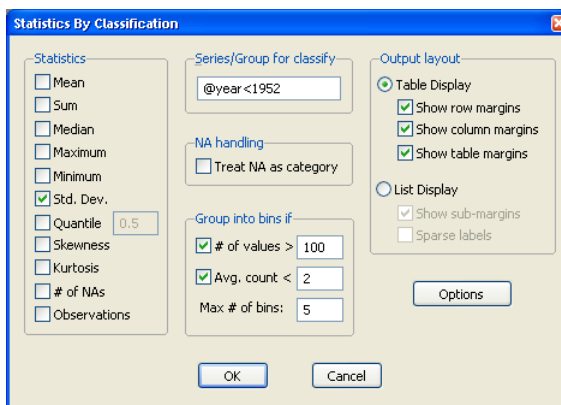 Statistics By Classification
Statistics
Mean
Sum
Median
Maximum
Minimum
Std. Dev.
Quantile 0.5
Skewness
Kurtosis
# of NAs
Observations
Series/Group for classify
@year<1952
NA handling
Treat NA as category
Group into bins if
# of values > 100
Avg. count < 2
Max # of bins: 5
Output layout
Table Display
Show row margins
Show column margins
Show table margins
List Display
Show sub-margins
Sparse labels
Options
OK
Cancel